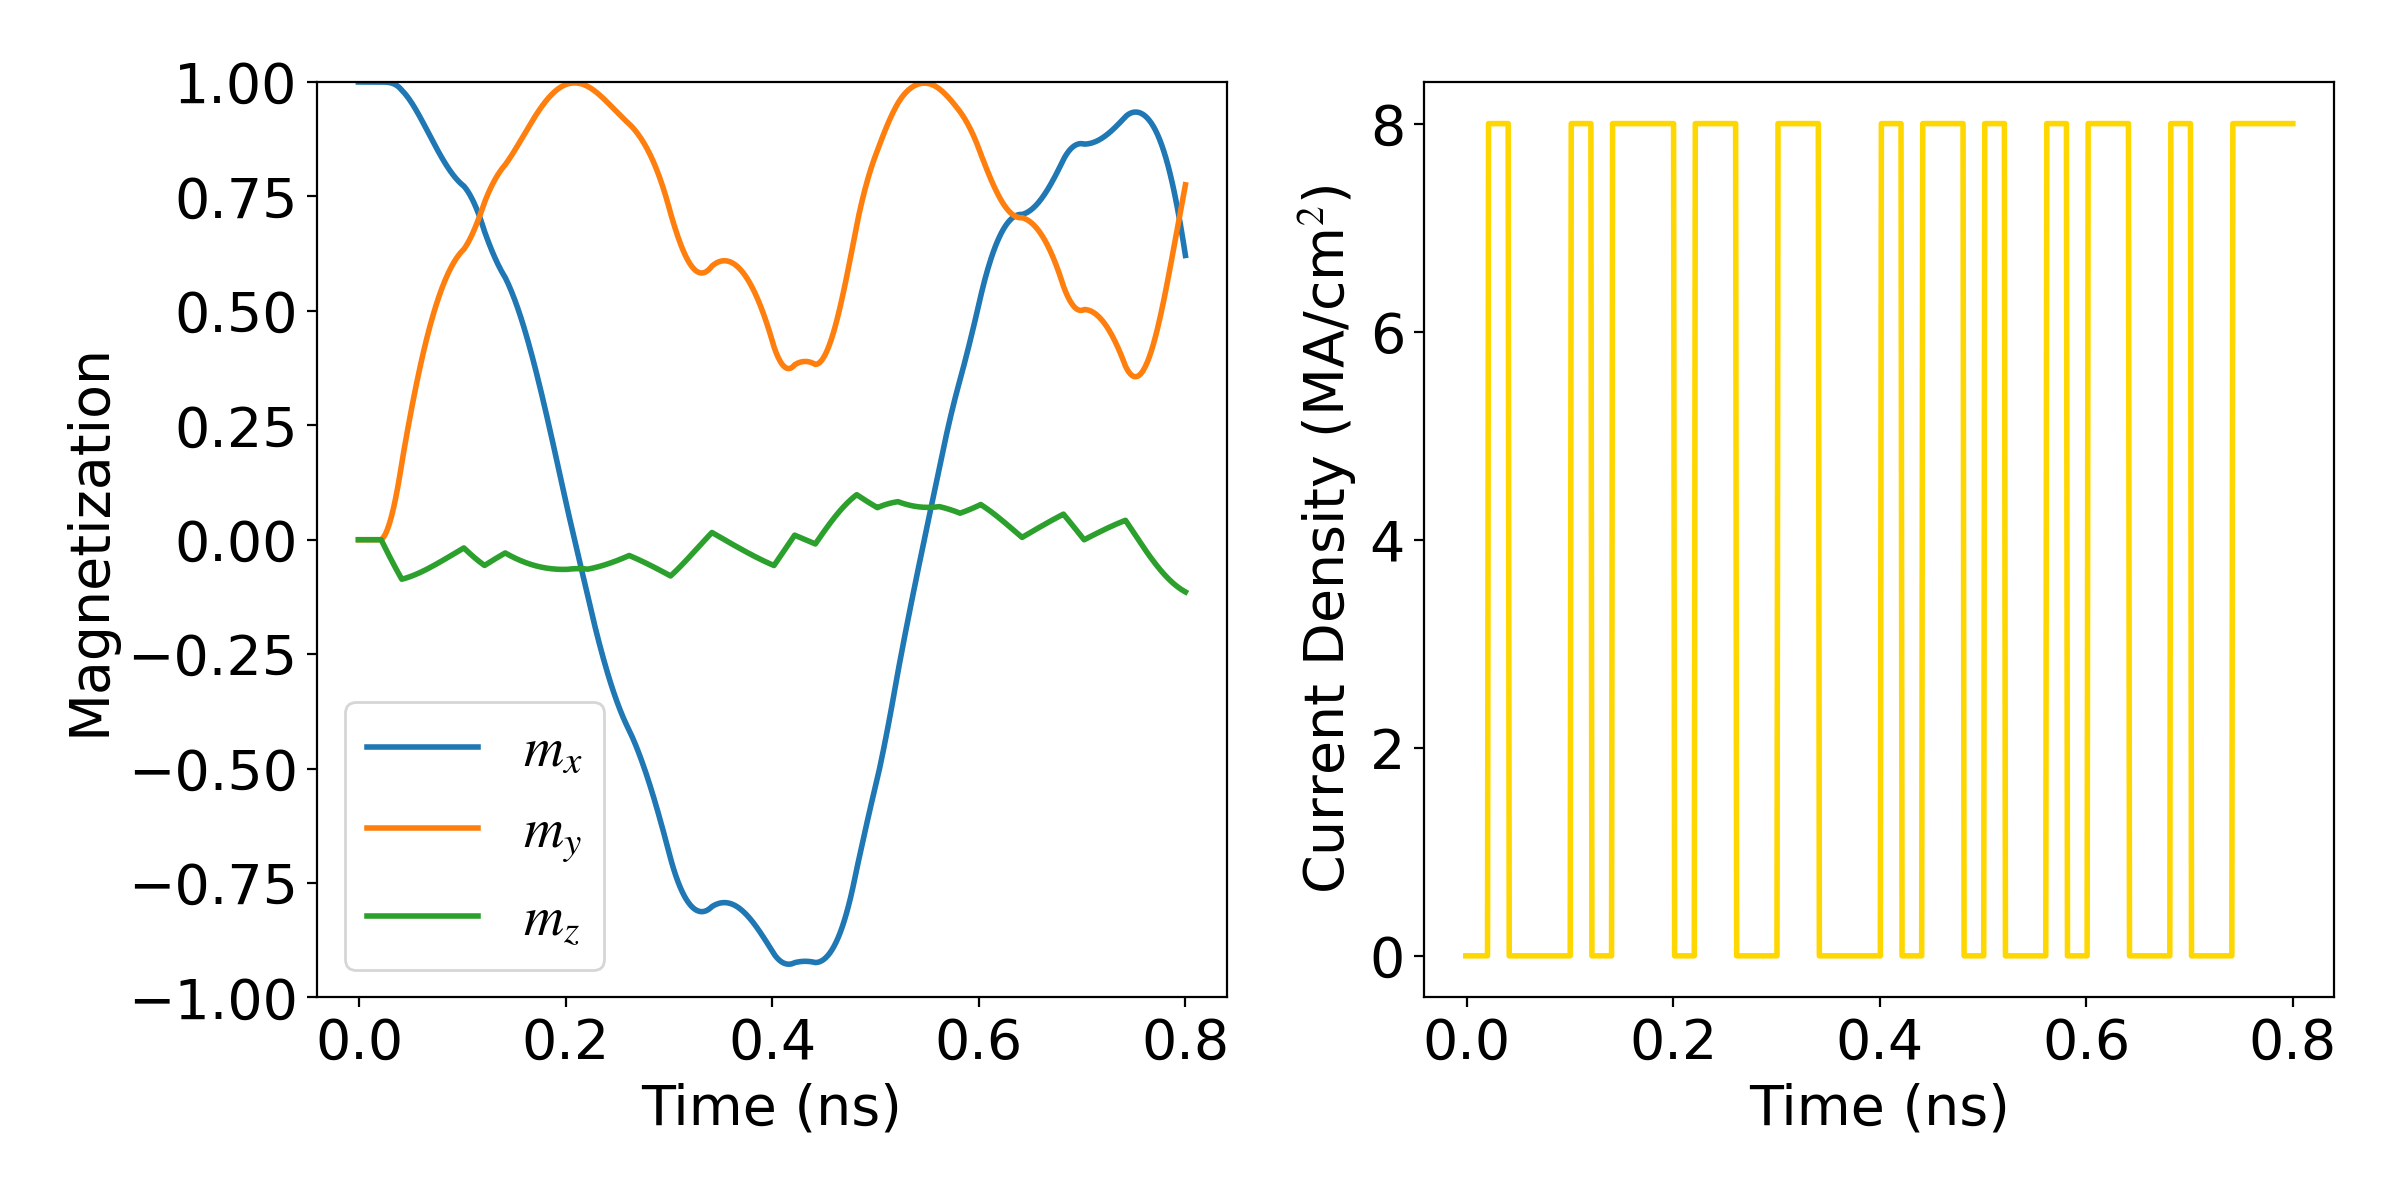 Magnetization
1.00
0.75
0.50
0.25
0.00
−0.25
−0.50
−0.75
−1.00
0.0 0.2 0.4 0.6 0.8
Time (ns)
m_x
m_y
m_z
Current Density (MA/cm²)
8
6
4
2
0
0.0 0.2 0.4 0.6 0.8
Time (ns)